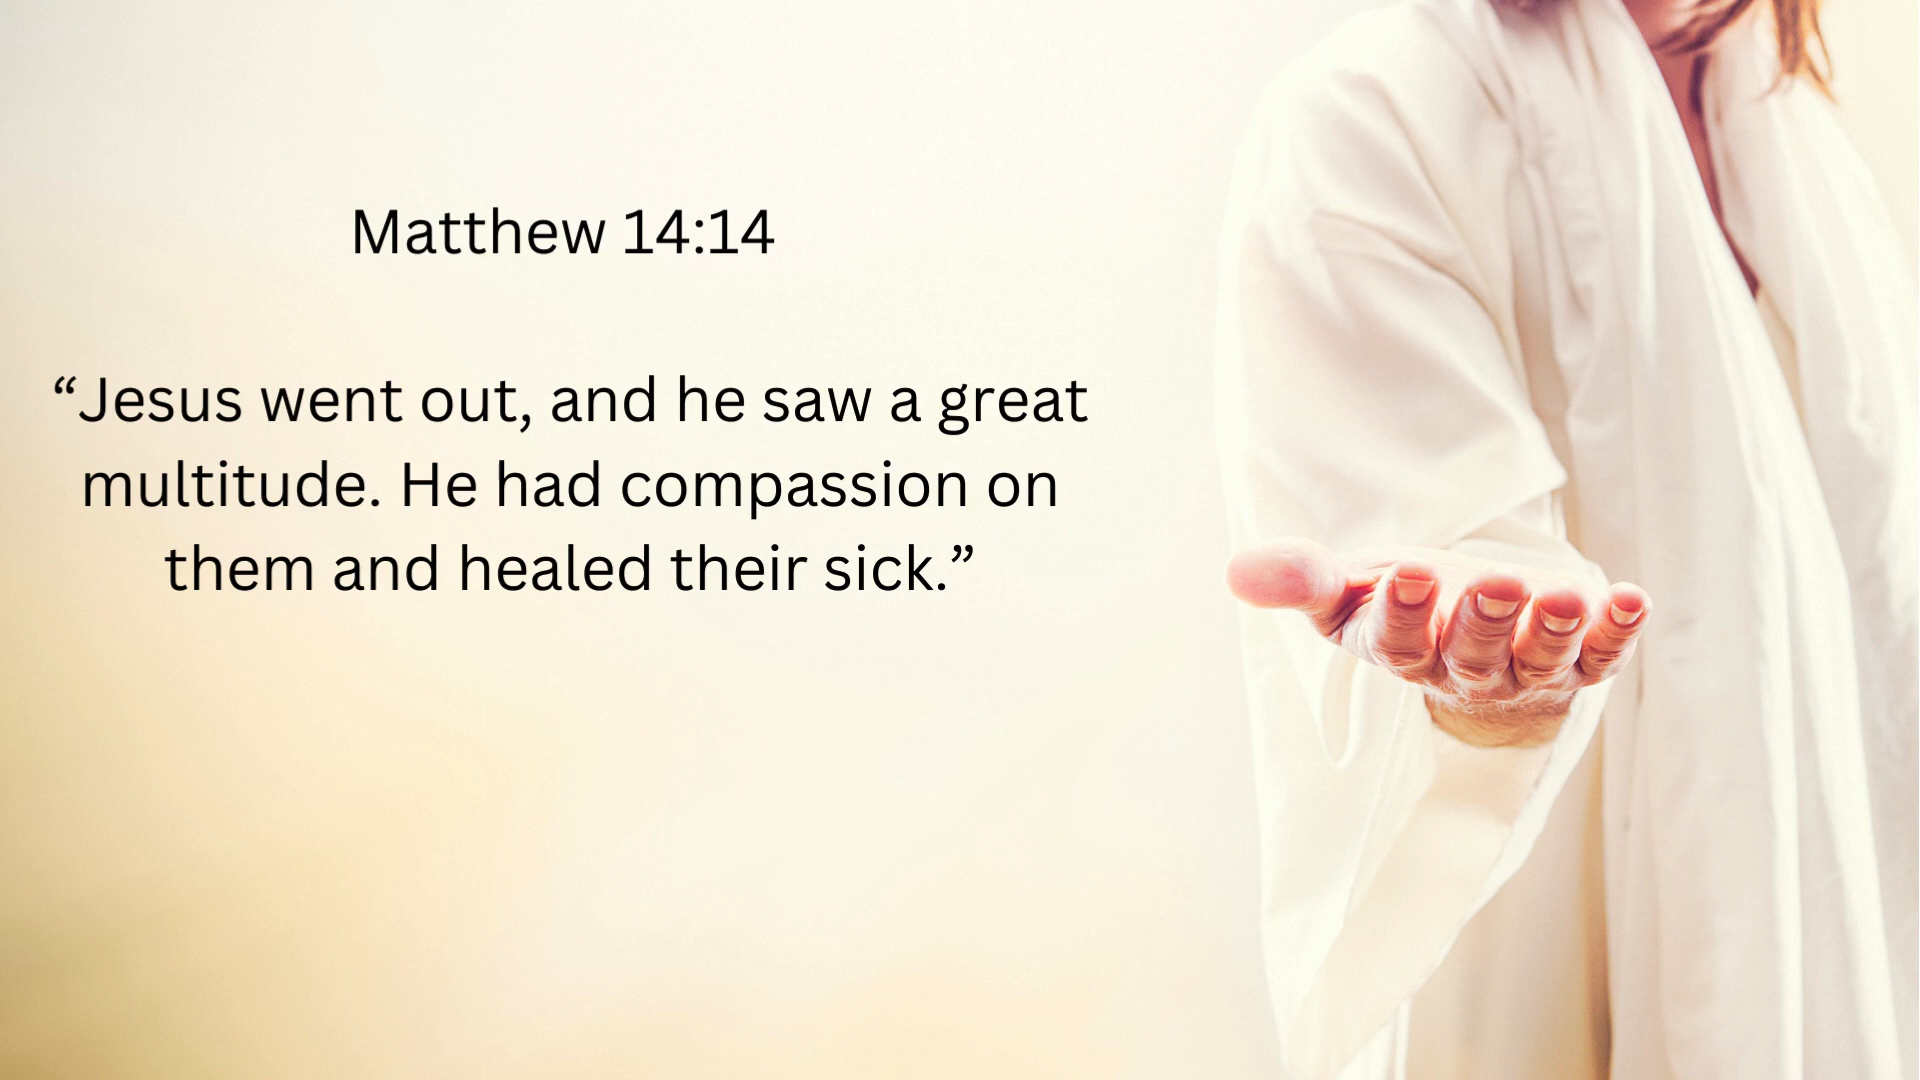 Matthew 14:14
“Jesus went out, and he saw a great
multitude. He had compassion on
them and healed their sick.”